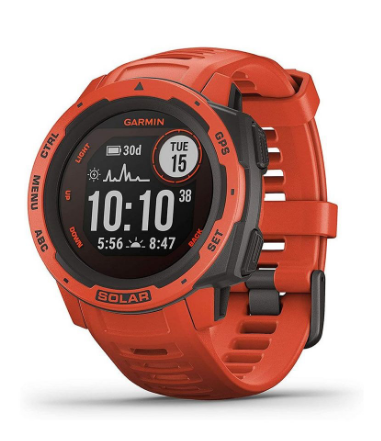 GARMIN
CTRL
LIGHT
30d
TUE
15
GPS
MENU
UP
10:10
38
ABC
DOWN
5:56
8:47
BACK
SET
SOLAR